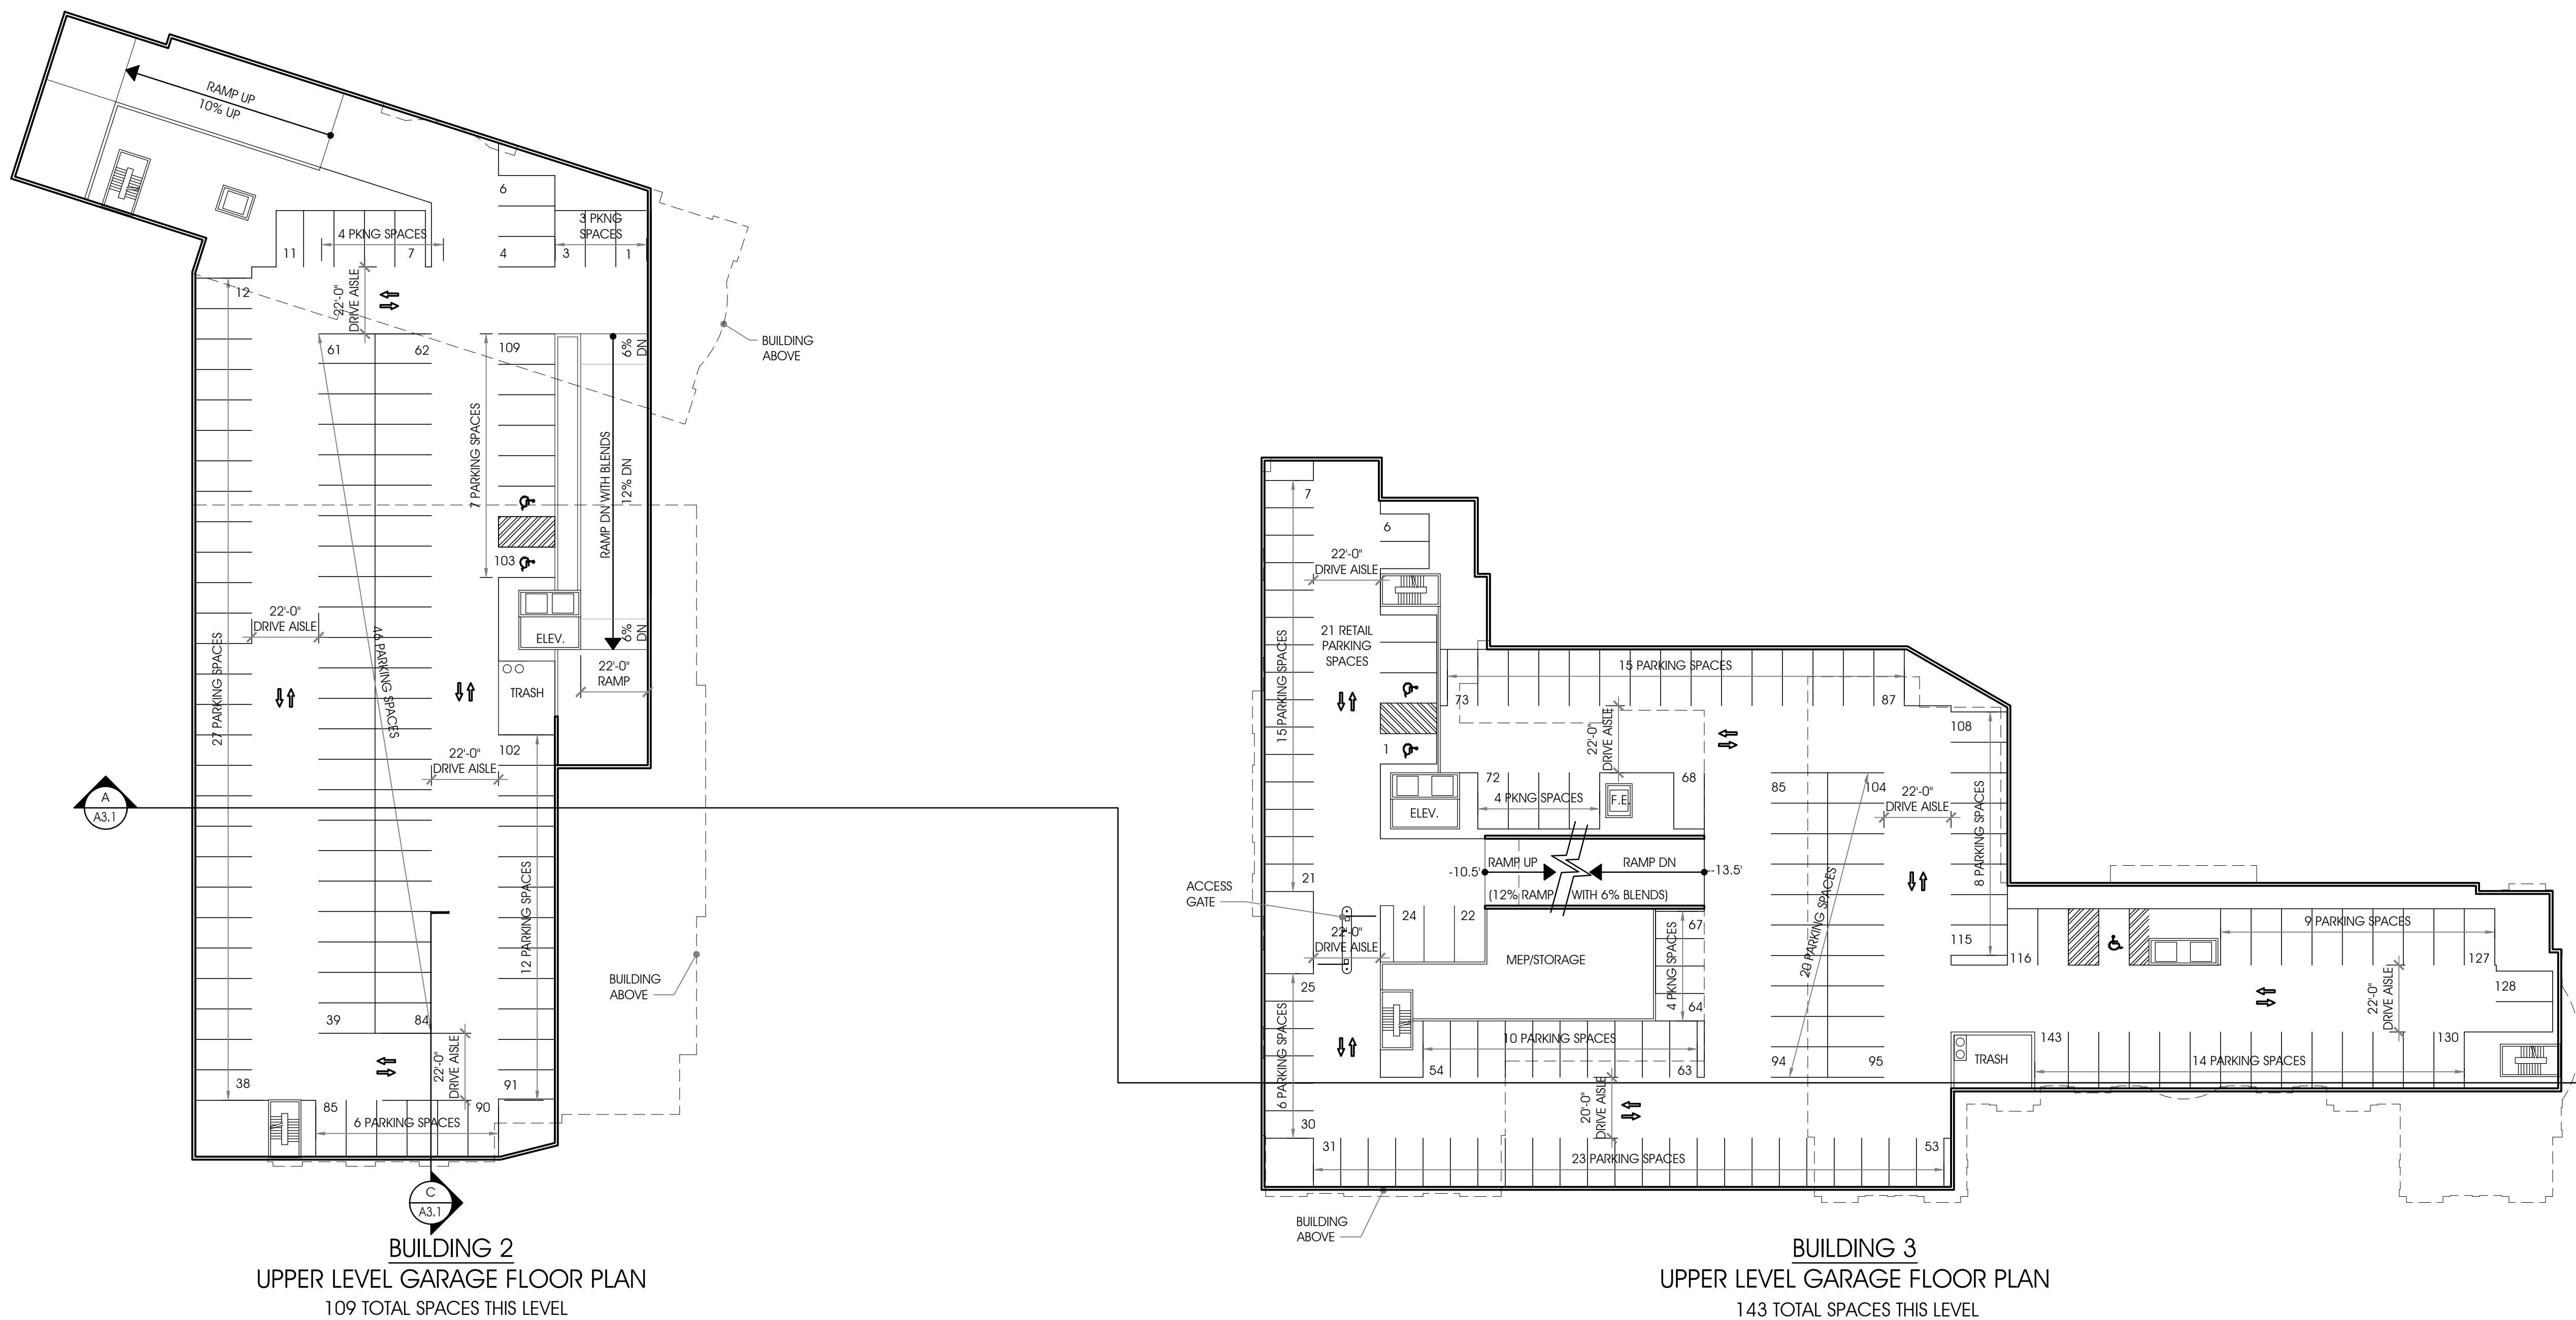 RAMP UP
10% UP
6
3 PKNG
SPACES
4 PKNG SPACES
11
7
4
3
1
12
22'-0"
DRIVE AISLE
61
62
109
6%
DN
BUILDING
ABOVE
7 PARKING SPACES
RAMP DN WITH BLENDS
12% DN
103
22'-0"
DRIVE AISLE
46 PARKING SPACES
27 PARKING SPACES
ELEV.
6%
DN
22'-0"
RAMP
TRASH
102
22'-0"
DRIVE AISLE
A
A3.1
12 PARKING SPACES
BUILDING
ABOVE
39
84
22'-0"
DRIVE AISLE
38
91
85
90
6 PARKING SPACES
C
A3.1
BUILDING 2
UPPER LEVEL GARAGE FLOOR PLAN
109 TOTAL SPACES THIS LEVEL
7
6
22'-0"
DRIVE AISLE
21 RETAIL
PARKING
SPACES
15 PARKING SPACES
15 PARKING SPACES
73
87
1
22'-0"
DRIVE AISLE
108
72
68
85
104
4 PKNG SPACES
F.E.
ELEV.
22'-0"
DRIVE AISLE
8 PARKING SPACES
RAMP UP
RAMP DN
-10.5'
-13.5'
(12% RAMP
WITH 6% BLENDS)
21
ACCESS
GATE
24
22
67
22'-0"
DRIVE AISLE
MEP/STORAGE
4 PKNG SPACES
20 PARKING SPACES
9 PARKING SPACES
115
116
127
25
64
128
22'-0"
DRIVE AISLE
6 PARKING SPACES
10 PARKING SPACES
54
63
94
95
143
130
TRASH
14 PARKING SPACES
20'-0"
DRIVE AISLE
30
31
53
23 PARKING SPACES
BUILDING
ABOVE
BUILDING 3
UPPER LEVEL GARAGE FLOOR PLAN
143 TOTAL SPACES THIS LEVEL